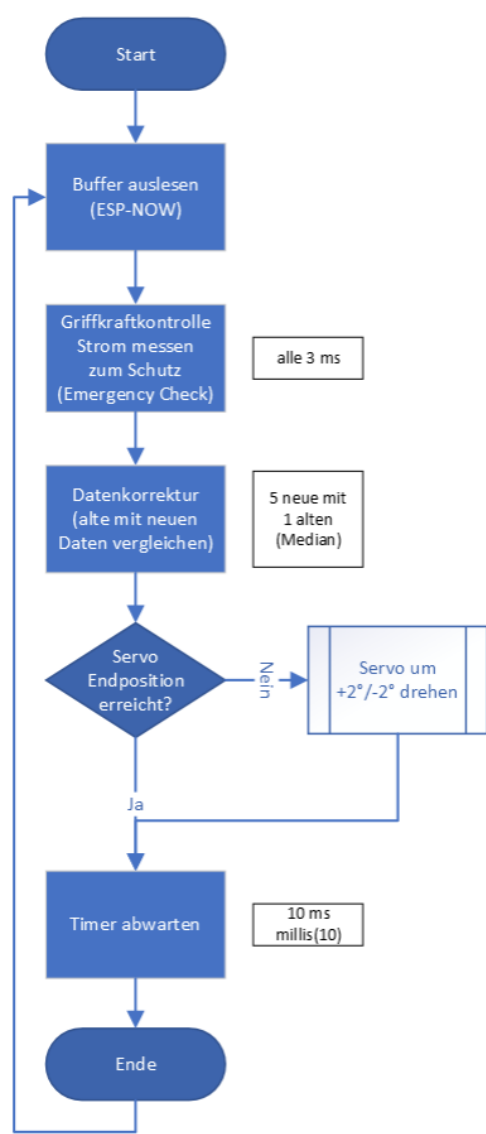 Start
Buffer auslesen
(ESP-NOW)
Griffkraftkontrolle
Strom messen
zum Schutz
(Emergency Check)
alle 3 ms
Datenkorrektur
(alte mit neuen
Daten vergleichen)
5 neue mit
1 alten
(Median)
Servo
Endposition
erreicht?
Nein
Servo um
+2°/-2° drehen
Ja
Timer abwarten
10 ms
millis(10)
Ende